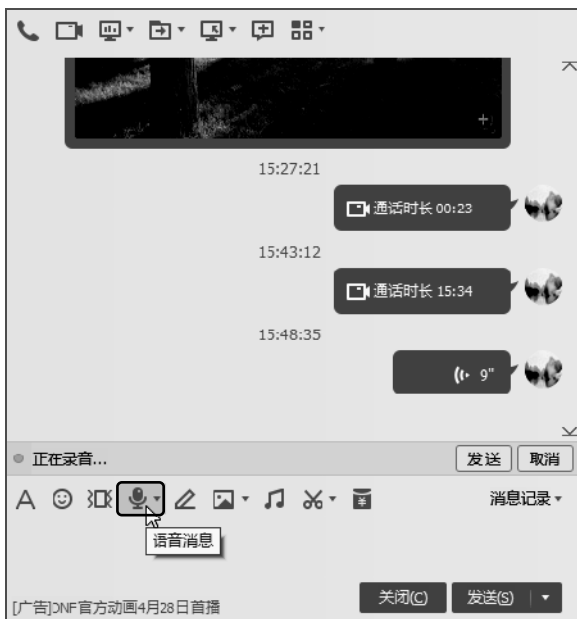 15:27:21
通话时长 00:23
15:43:12
通话时长 15:34
15:48:35
9"
正在录音...
发送 取消
A 消息记录
语音消息
关闭(C) 发送(S)
[广告]DNF官方动画4月28日首播